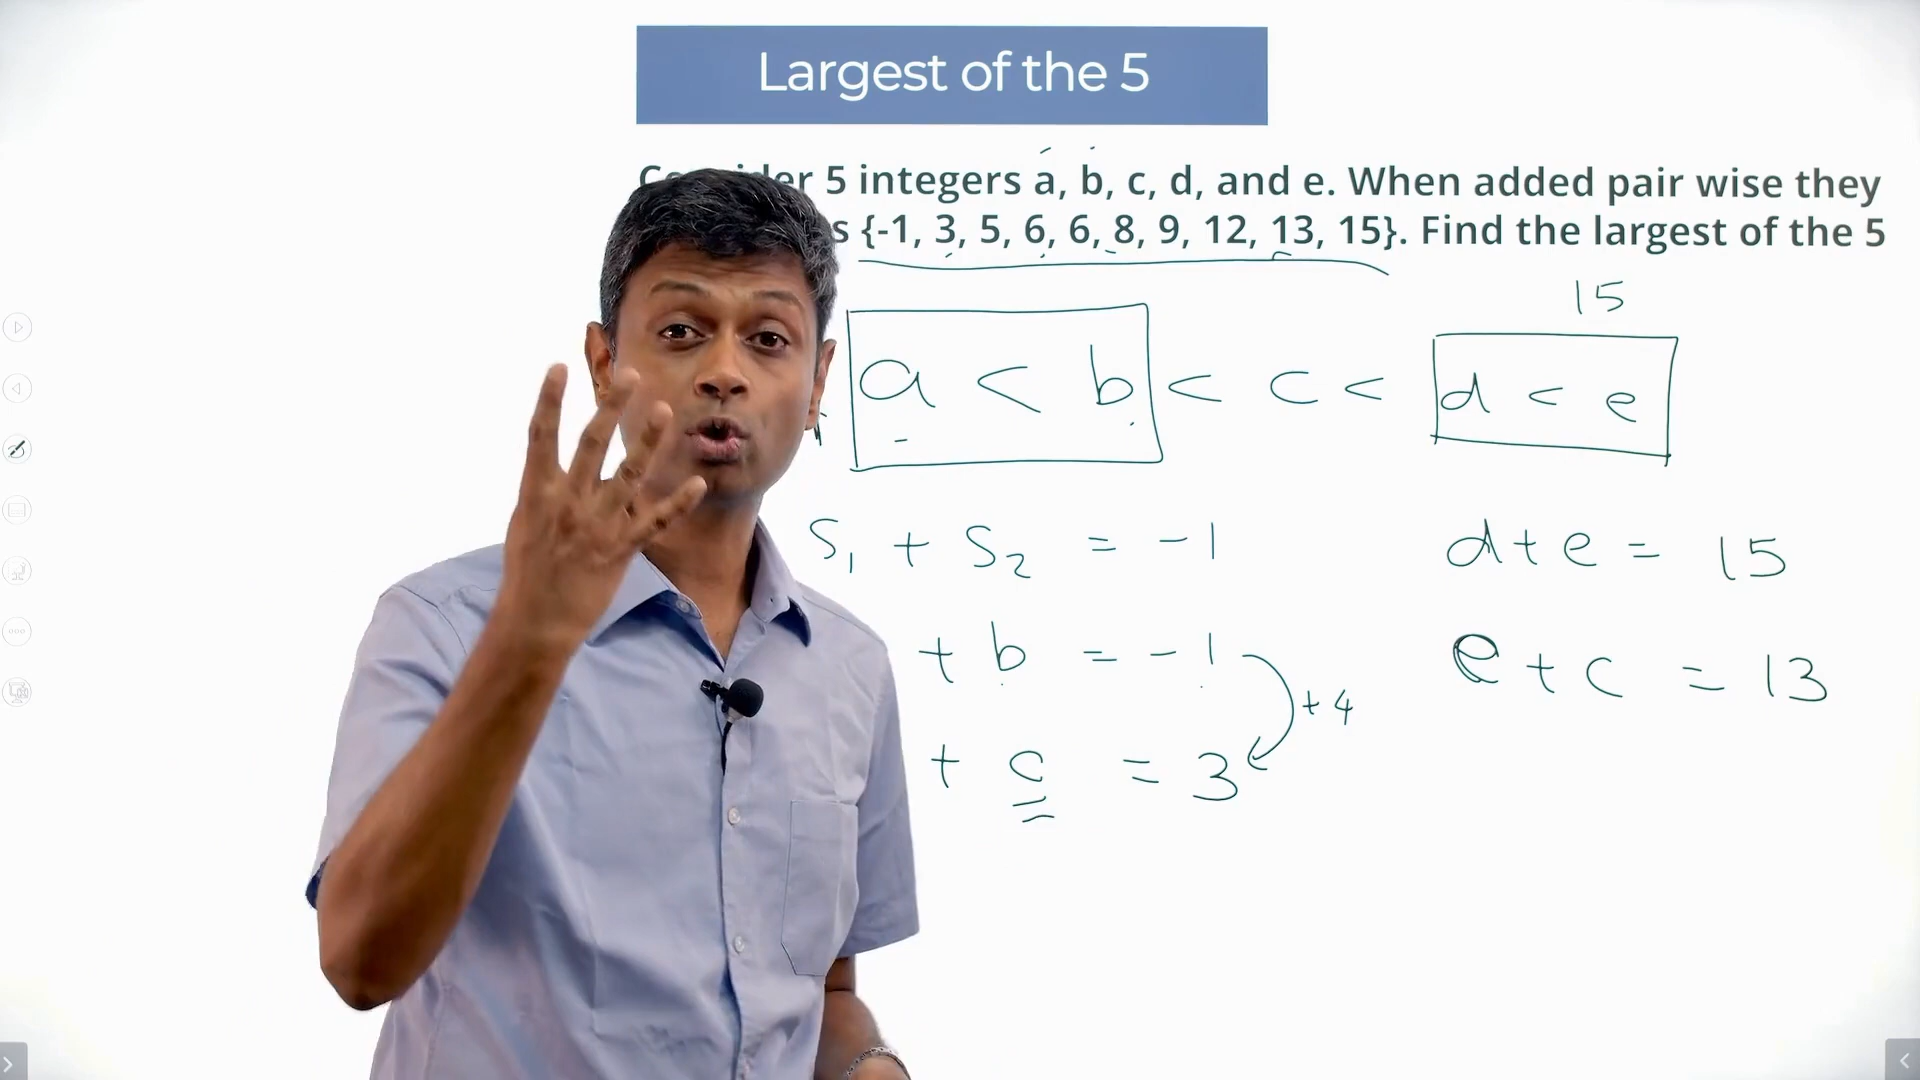 Largest of the 5
5 integers a, b, c, d, and e. When added pair wise they
{-1, 3, 5, 6, 6, 8, 9, 12, 13, 15}. Find the largest of the 5
15
a < b < c < d < e
S₁ + S₂ = -1
d+e = 15
+ b = -1
+4
e + c = 13
+ c = 3